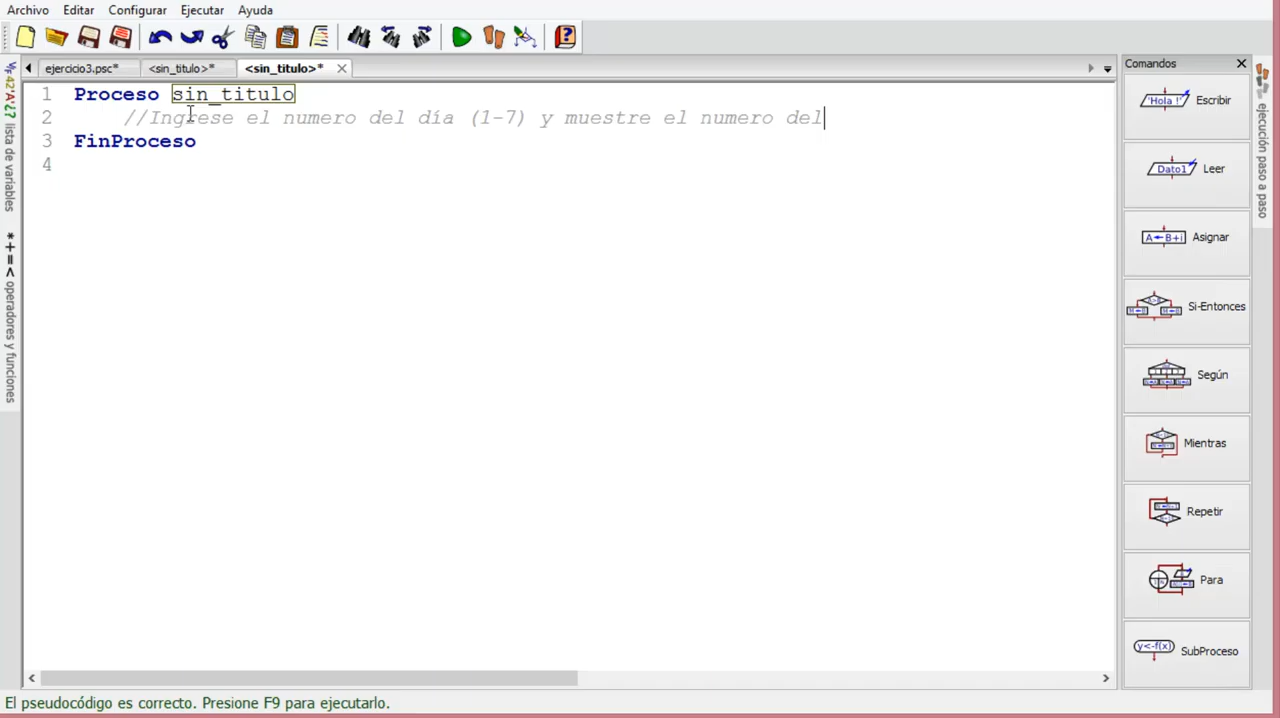 Archivo Editar Configurar Ejecutar Ayuda
ejercicio3.psc* <sin_titulo>* <sin_titulo>*
1 Proceso sin_titulo
2 //Ingrese el numero del día (1-7) y muestre el numero del
3 FinProceso
4
lista de variables
* + = < operadores y funciones
Comandos
'Hola !' Escribir
Dato1 Leer
A←B+i Asignar
Si-Entonces
Según
Mientras
Repetir
Para
y<-f(x) SubProceso
ejecución paso a paso
El pseudocódigo es correcto. Presione F9 para ejecutarlo.